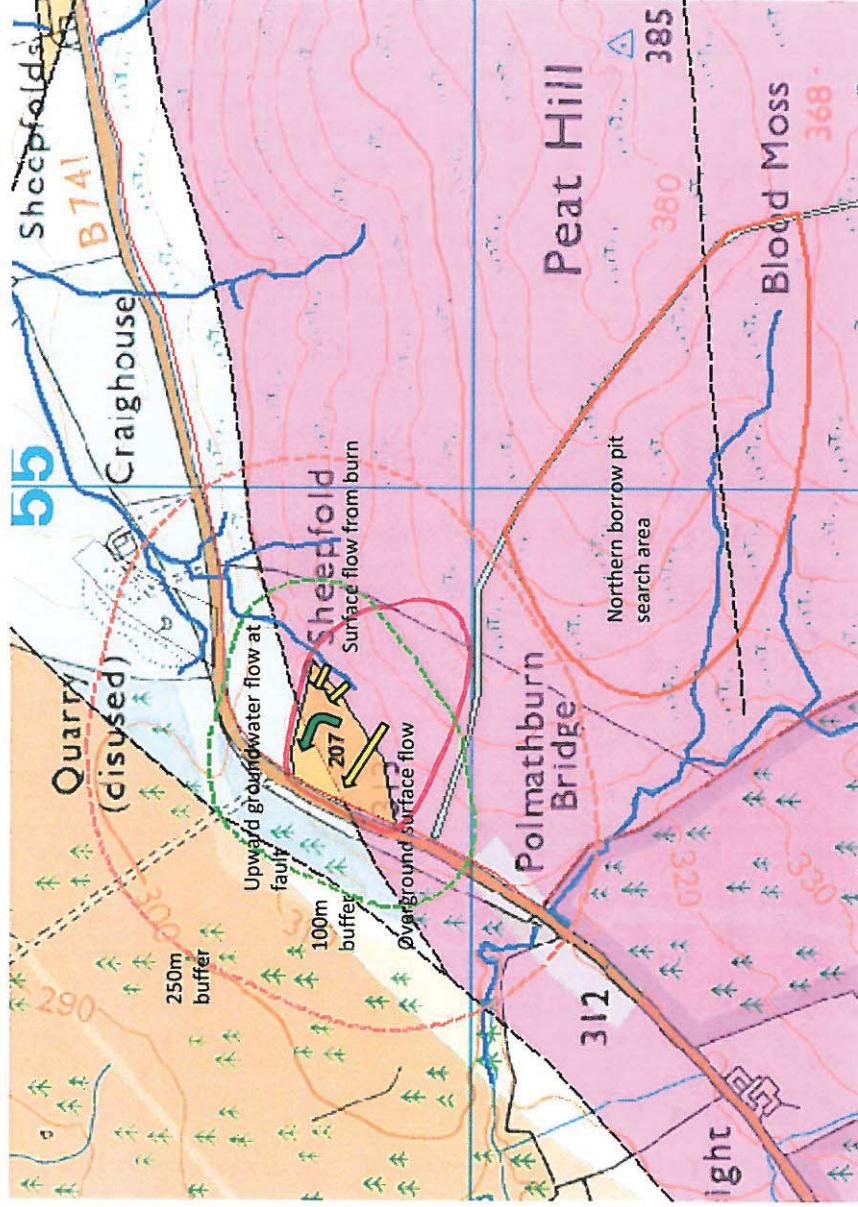 Sheepfolds
B 741
55
Craighouse
Quarry
(disused)
Sheepfold
Surface flow from burn
Upward groundwater flow at
fault
207
100m
buffer
Overground surface flow
250m
buffer
300
290
Peat Hill
385
380
Blood Moss
368
Northern borrow pit
search area
Polmathburn
Bridge
312
320
330
ight